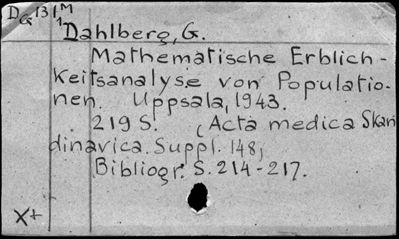 DG 131 M
1
Dahlberg, G.
Mathematische Erblich-
keitsanalyse von Populatio-
nen. Uppsala, 1943.
219 S. (Acta medica Skan
dinavica. Suppl. 148)
Bibliogr. S. 214-217.
X+